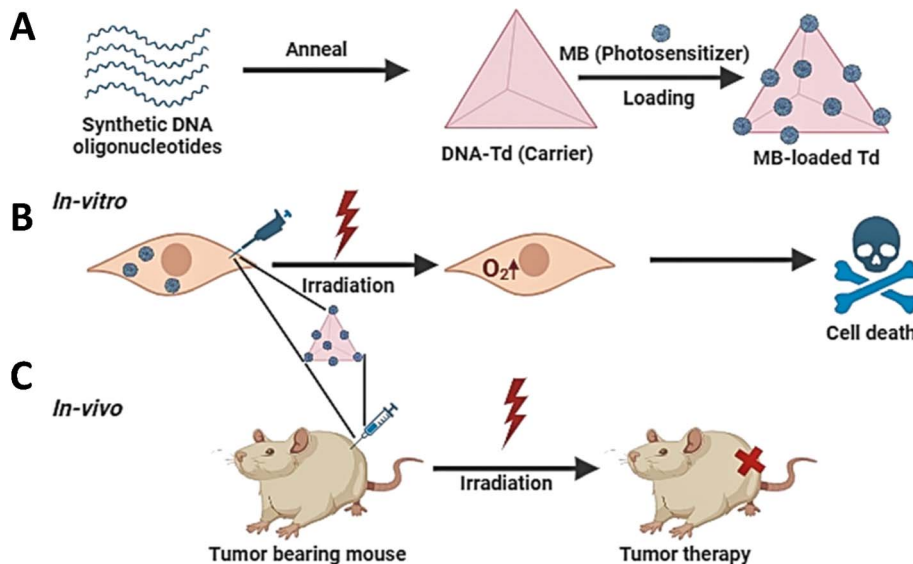 A
Anneal
MB (Photosensitizer)
Loading
Synthetic DNA
oligonucleotides
DNA-Td (Carrier)
MB-loaded Td
B
In-vitro
Irradiation
O₂↑
Cell death
C
In-vivo
Irradiation
Tumor bearing mouse
Tumor therapy